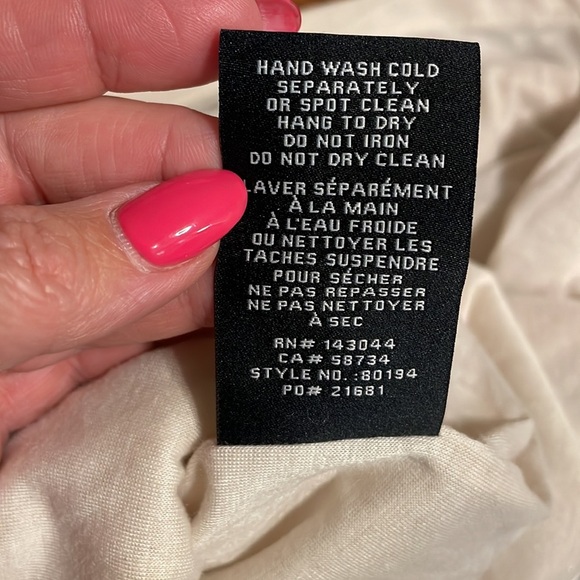 HAND WASH COLD
SEPARATELY
OR SPOT CLEAN
HANG TO DRY
DO NOT IRON
DO NOT DRY CLEAN
LAVER SÉPARÉMENT
À LA MAIN
À L'EAU FROIDE
OU NETTOYER LES
TACHES SUSPENDRE
POUR SÉCHER
NE PAS REPASSER
NE PAS NETTOYER
À SEC
RN# 143044
CA# 58734
STYLE NO.:80194
PO# 21681